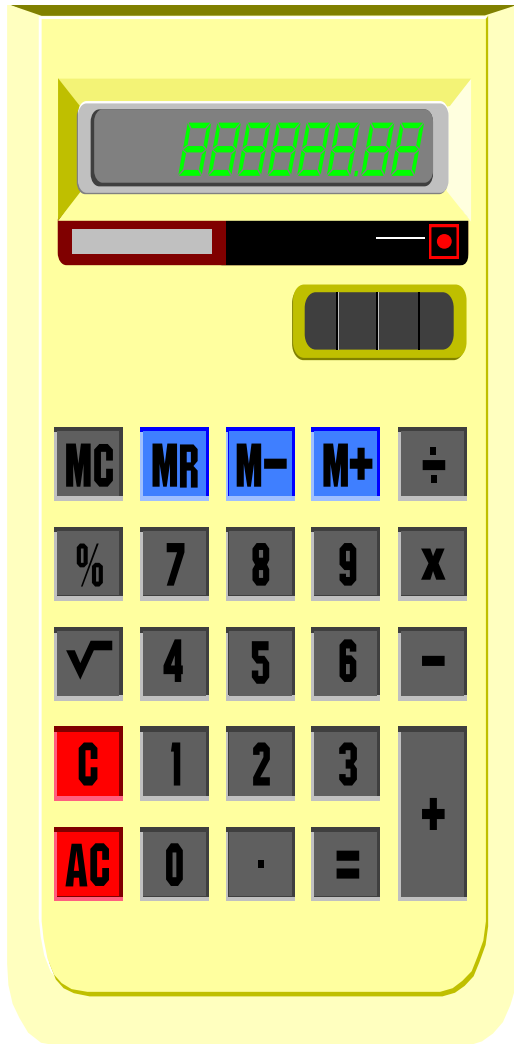 888888.88
MC MR M− M+ ÷
% 7 8 9 x
√ 4 5 6 −
C 1 2 3 +
AC 0 . =